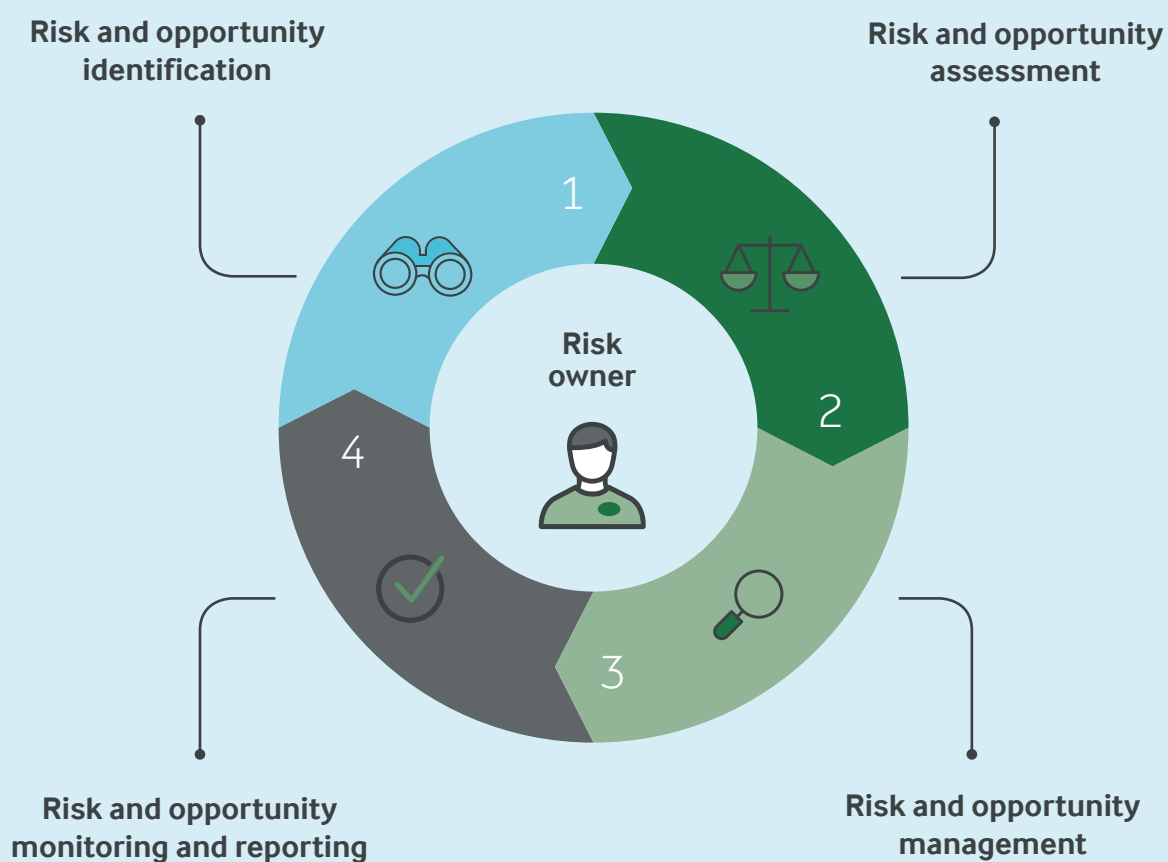 Risk and opportunity
identification
Risk and opportunity
assessment
1
Risk
owner
2
4
3
Risk and opportunity
monitoring and reporting
Risk and opportunity
management